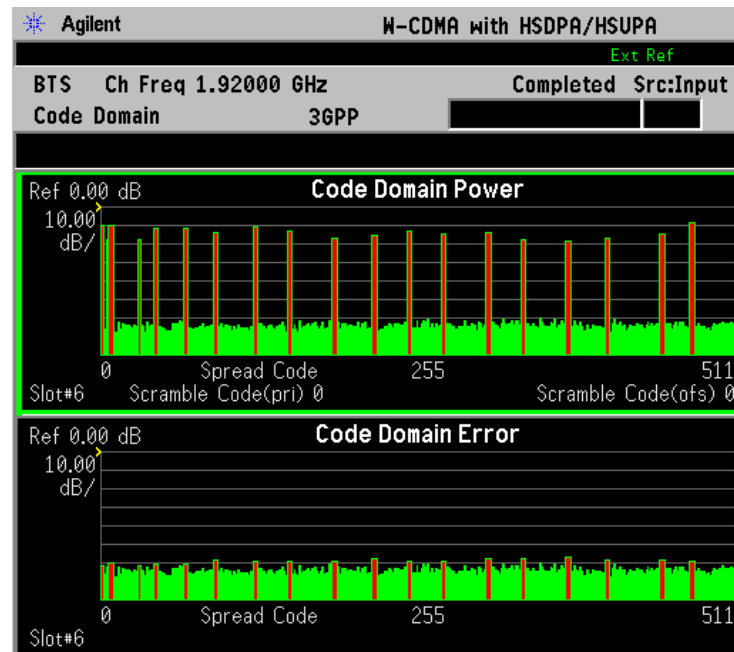 Agilent W-CDMA with HSDPA/HSUPA
Ext Ref
BTS Ch Freq 1.92000 GHz Completed Src:Input
Code Domain 3GPP
Ref 0.00 dB Code Domain Power
10.00
dB/
0 Spread Code 255 511
Slot#6 Scramble Code(pri) 0 Scramble Code(ofs) 0
Ref 0.00 dB Code Domain Error
10.00
dB/
0 Spread Code 255 511
Slot#6